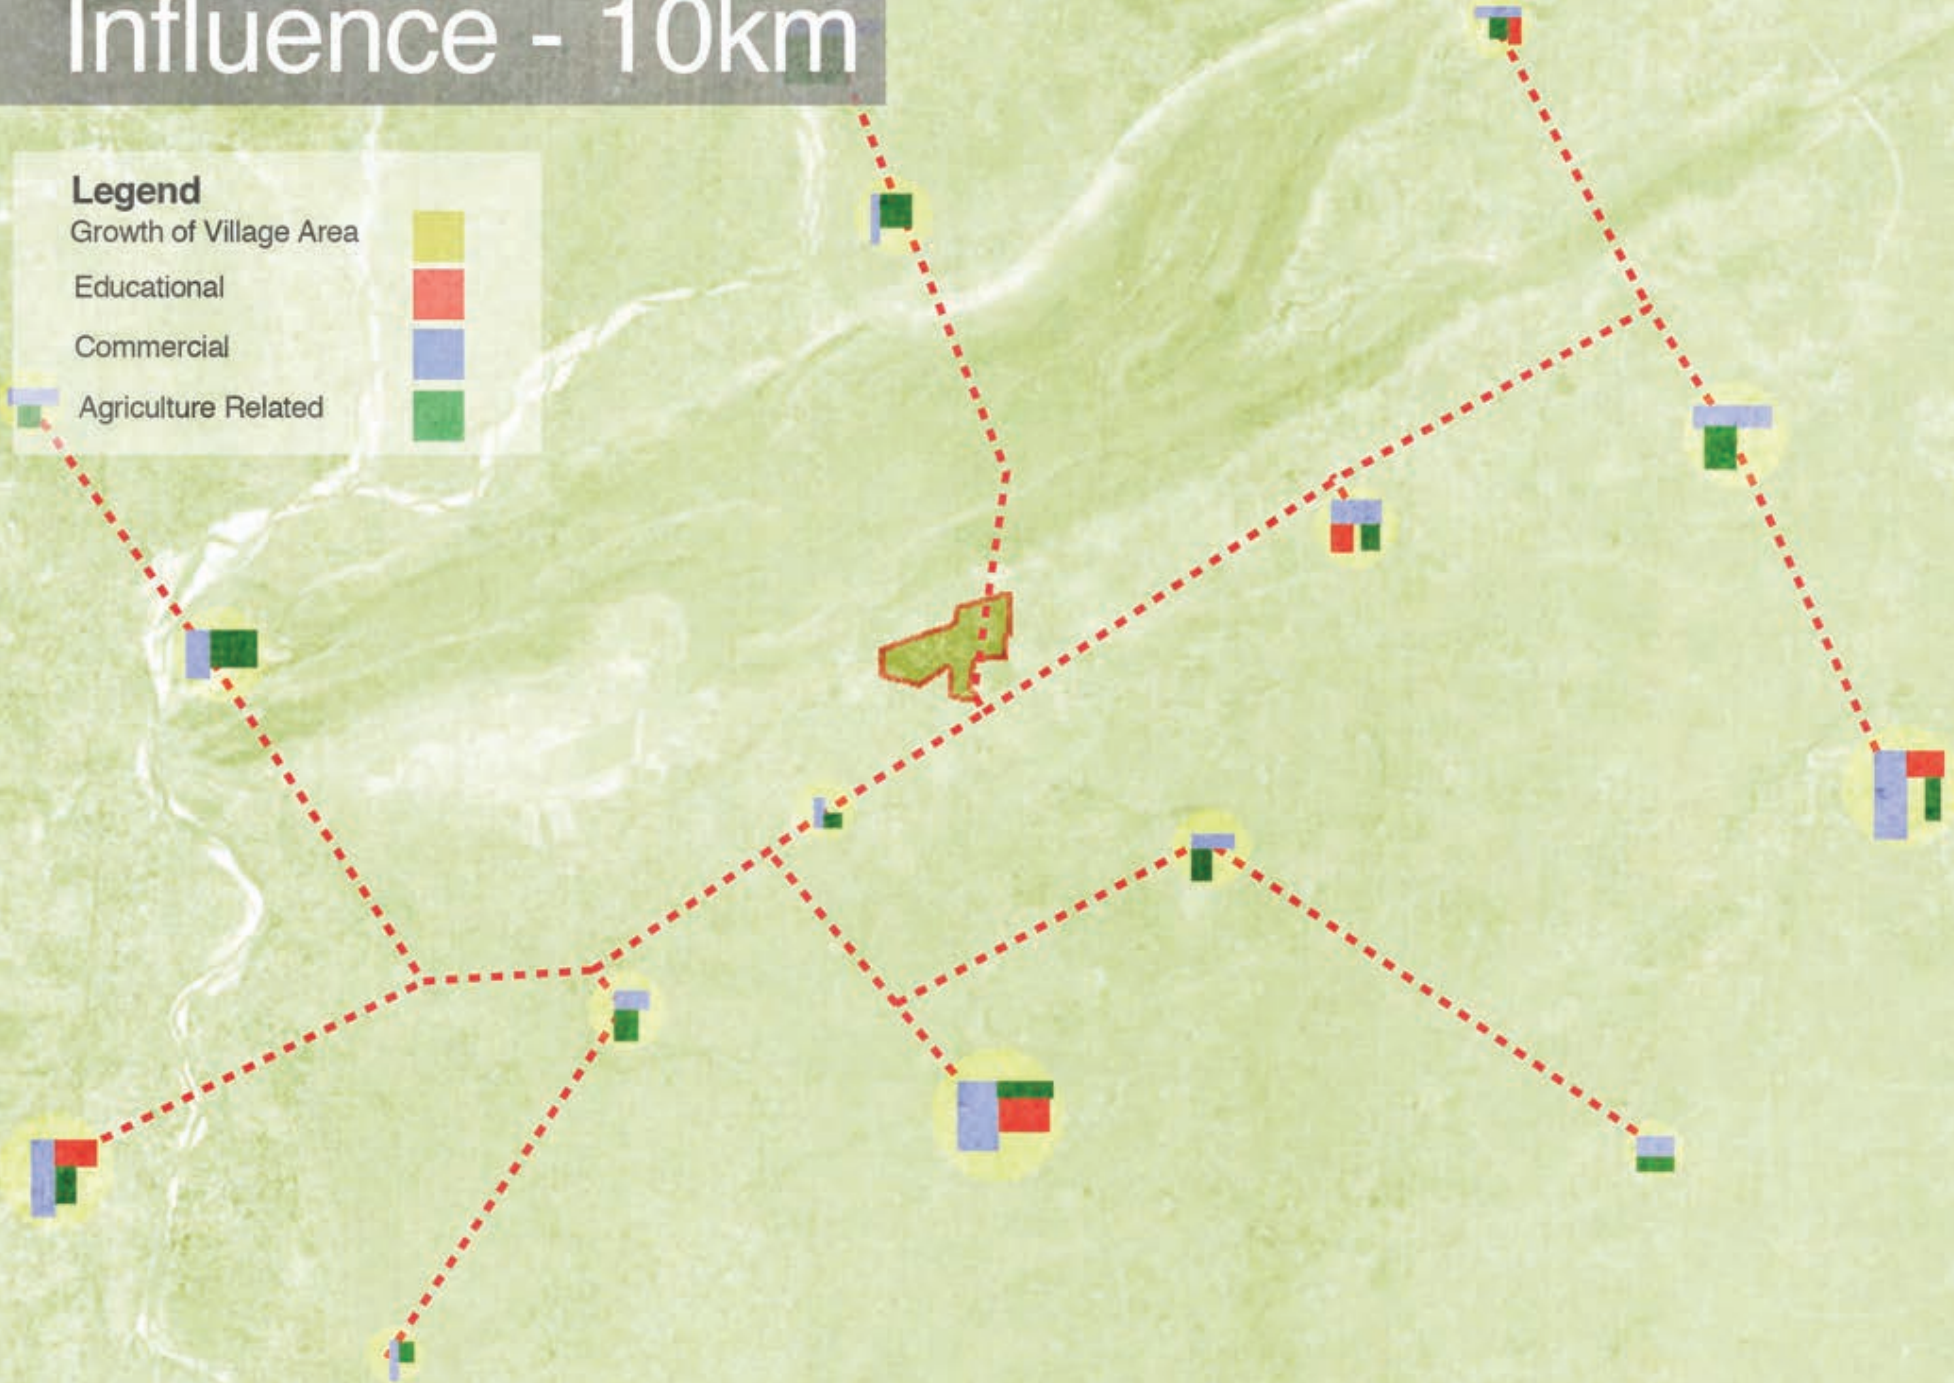 Influence - 10km
Legend
Growth of Village Area
Educational
Commercial
Agriculture Related